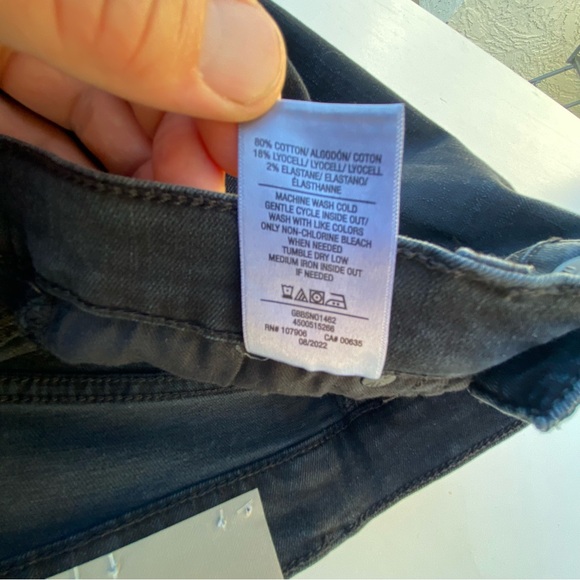 80% COTTON/ ALGODÓN/ COTON
18% LYOCELL/ LYOCELL/ LYOCELL
2% ELASTANE/ ELASTANO/
ÉLASTHANNE
MACHINE WASH COLD
GENTLE CYCLE INSIDE OUT/
WASH WITH LIKE COLORS
ONLY NON-CHLORINE BLEACH
WHEN NEEDED
TUMBLE DRY LOW
MEDIUM IRON INSIDE OUT
IF NEEDED
GBBSN01462
4500515266
RN# 107906 CA# 00635
08/2022